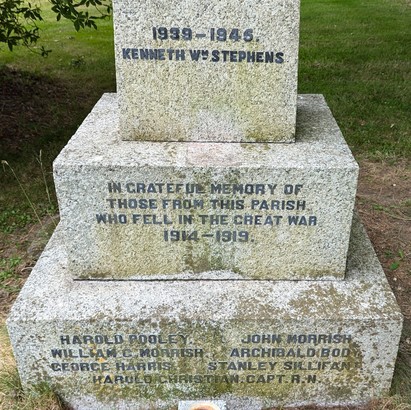 1939-1945.
KENNETH WM STEPHENS
IN GRATEFUL MEMORY OF
THOSE FROM THIS PARISH
WHO FELL IN THE GREAT WAR
1914-1919.
HAROLD POOLEY. JOHN MORRISH
WILLIAM C. MORRISH ARCHIBALD BODY
GEORGE HARRIS STANLEY SILLIFANT
HAROLD CHRISTIAN, CAPT. R.N.